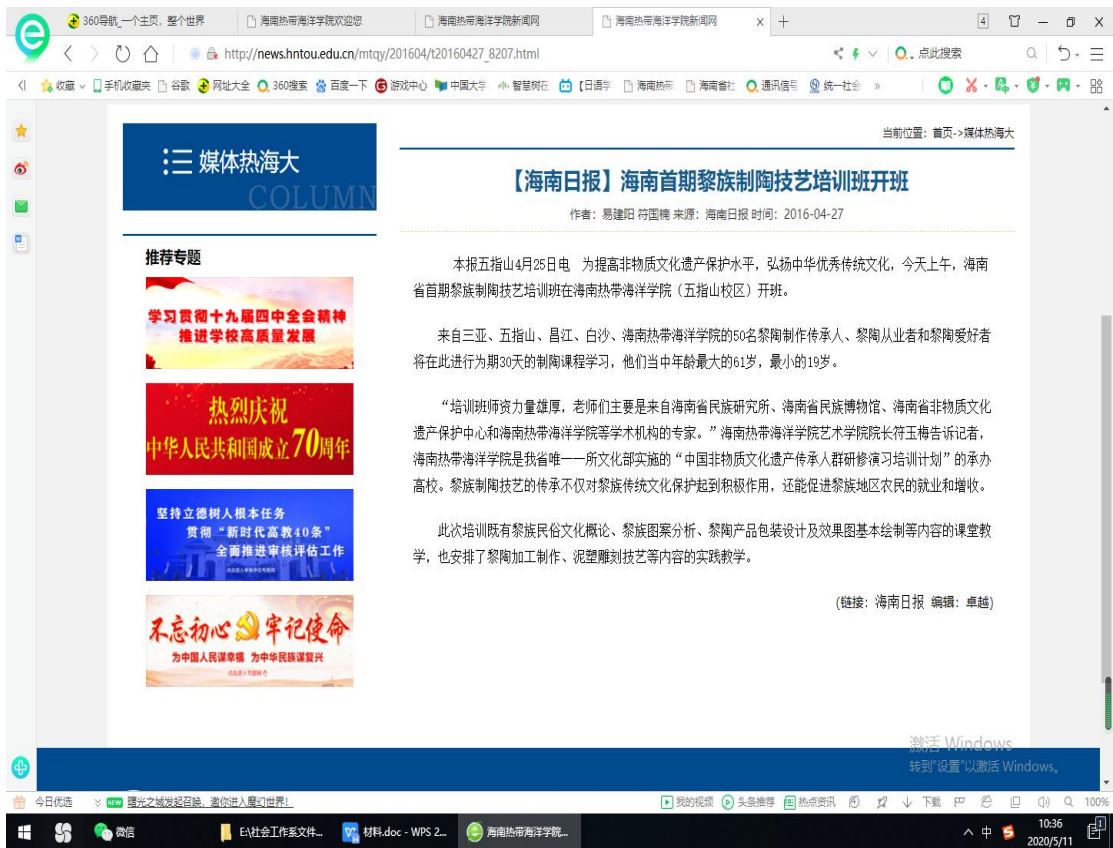 360导航_一个主页，整个世界
海南热带海洋学院欢迎您
海南热带海洋学院新闻网
海南热带海洋学院新闻网
4
http://news.hntou.edu.cn/mtqy/201604/t20160427_8207.html
点此搜索
收藏
手机收藏夹
谷歌
网址大全
360搜索
百度一下
游戏中心
中国大学
智慧树在
【日语学
海南热带
海南省社
通讯信号
统一社会
当前位置：首页->媒体热海大
媒体热海大
COLUMN
【海南日报】海南首期黎族制陶技艺培训班开班
作者：易建阳 符国楠 来源：海南日报 时间：2016-04-27
推荐专题
学习贯彻十九届四中全会精神
推进学校高质量发展
热烈庆祝
中华人民共和国成立70周年
坚持立德树人根本任务
贯彻“新时代高教40条”
全面推进审核评估工作
不忘初心 牢记使命
为中国人民谋幸福 为中华民族谋复兴
本报五指山4月25日电 为提高非物质文化遗产保护水平，弘扬中华优秀传统文化，今天上午，海南
省首期黎族制陶技艺培训班在海南热带海洋学院（五指山校区）开班。
来自三亚、五指山、昌江、白沙、海南热带海洋学院的50名黎陶制作传承人、黎陶从业者和黎陶爱好者
将在此进行为期30天的制陶课程学习，他们当中年龄最大的61岁，最小的19岁。
“培训班师资力量雄厚，老师们主要是来自海南省民族研究所、海南省民族博物馆、海南省非物质文化
遗产保护中心和海南热带海洋学院等学术机构的专家。”海南热带海洋学院艺术学院院长符玉梅告诉记者，
海南热带海洋学院是我省唯一一所文化部实施的“中国非物质文化遗产传承人群研修演习培训计划”的承办
高校。黎族制陶技艺的传承不仅对黎族传统文化保护起到积极作用，还能促进黎族地区农民的就业和增收。
此次培训既有黎族民俗文化概论、黎族图案分析、黎陶产品包装设计及效果图基本绘制等内容的课堂教
学，也安排了黎陶加工制作、泥塑雕刻技艺等内容的实践教学。
(链接：海南日报 编辑：卓越)
激活 Windows
转到“设置”以激活 Windows。
今日优选
NEW
曙光之城发起召唤，邀你进入魔幻世界！
我的视频
头条推荐
热点资讯
下载
100%
微信
E:\社会工作系文件...
材料.doc - WPS 2...
海南热带海洋学院...
中
10:36
2020/5/11
1